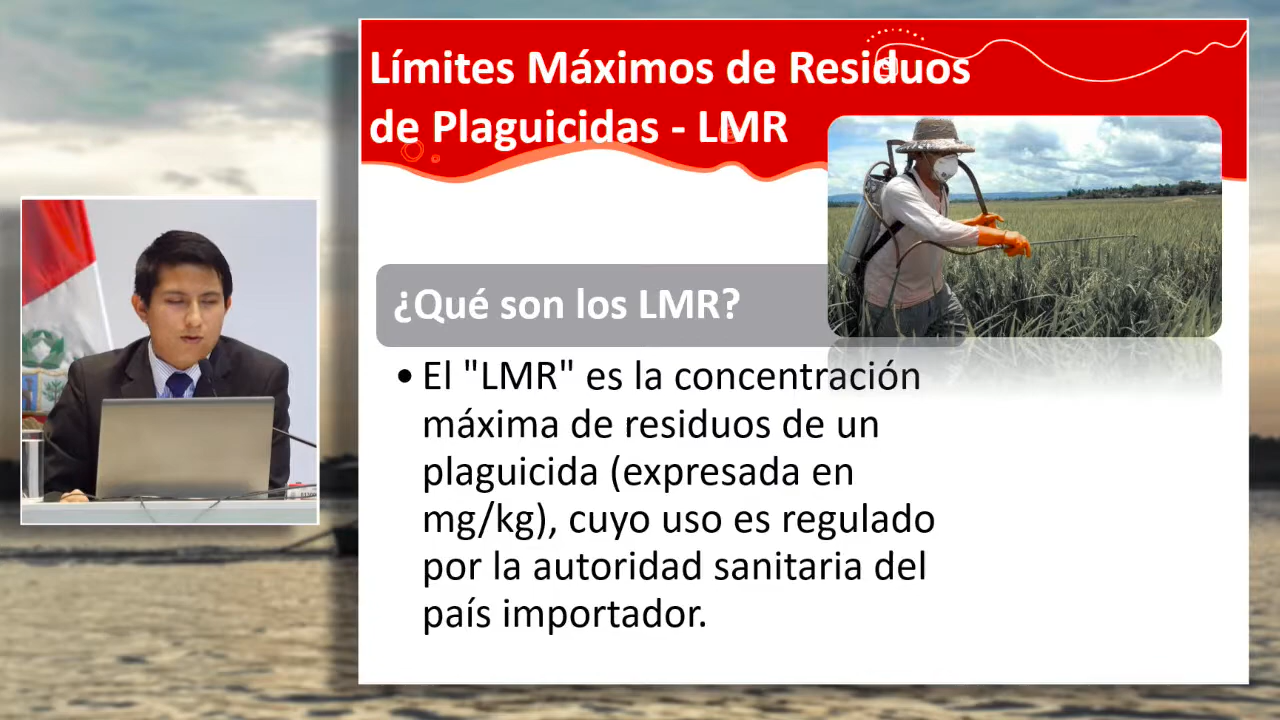 Límites Máximos de Residuos
de Plaguicidas - LMR
¿Qué son los LMR?
• El "LMR" es la concentración
máxima de residuos de un
plaguicida (expresada en
mg/kg), cuyo uso es regulado
por la autoridad sanitaria del
país importador.